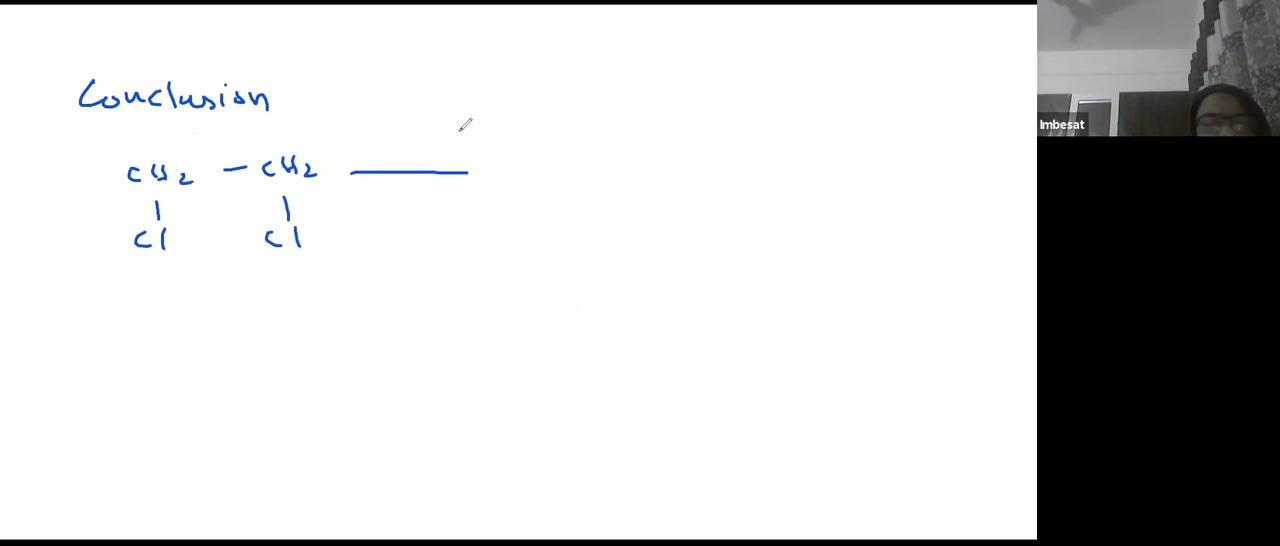 Conclusion
CH2 - CH2 ———
| |
Cl Cl
Imbesat